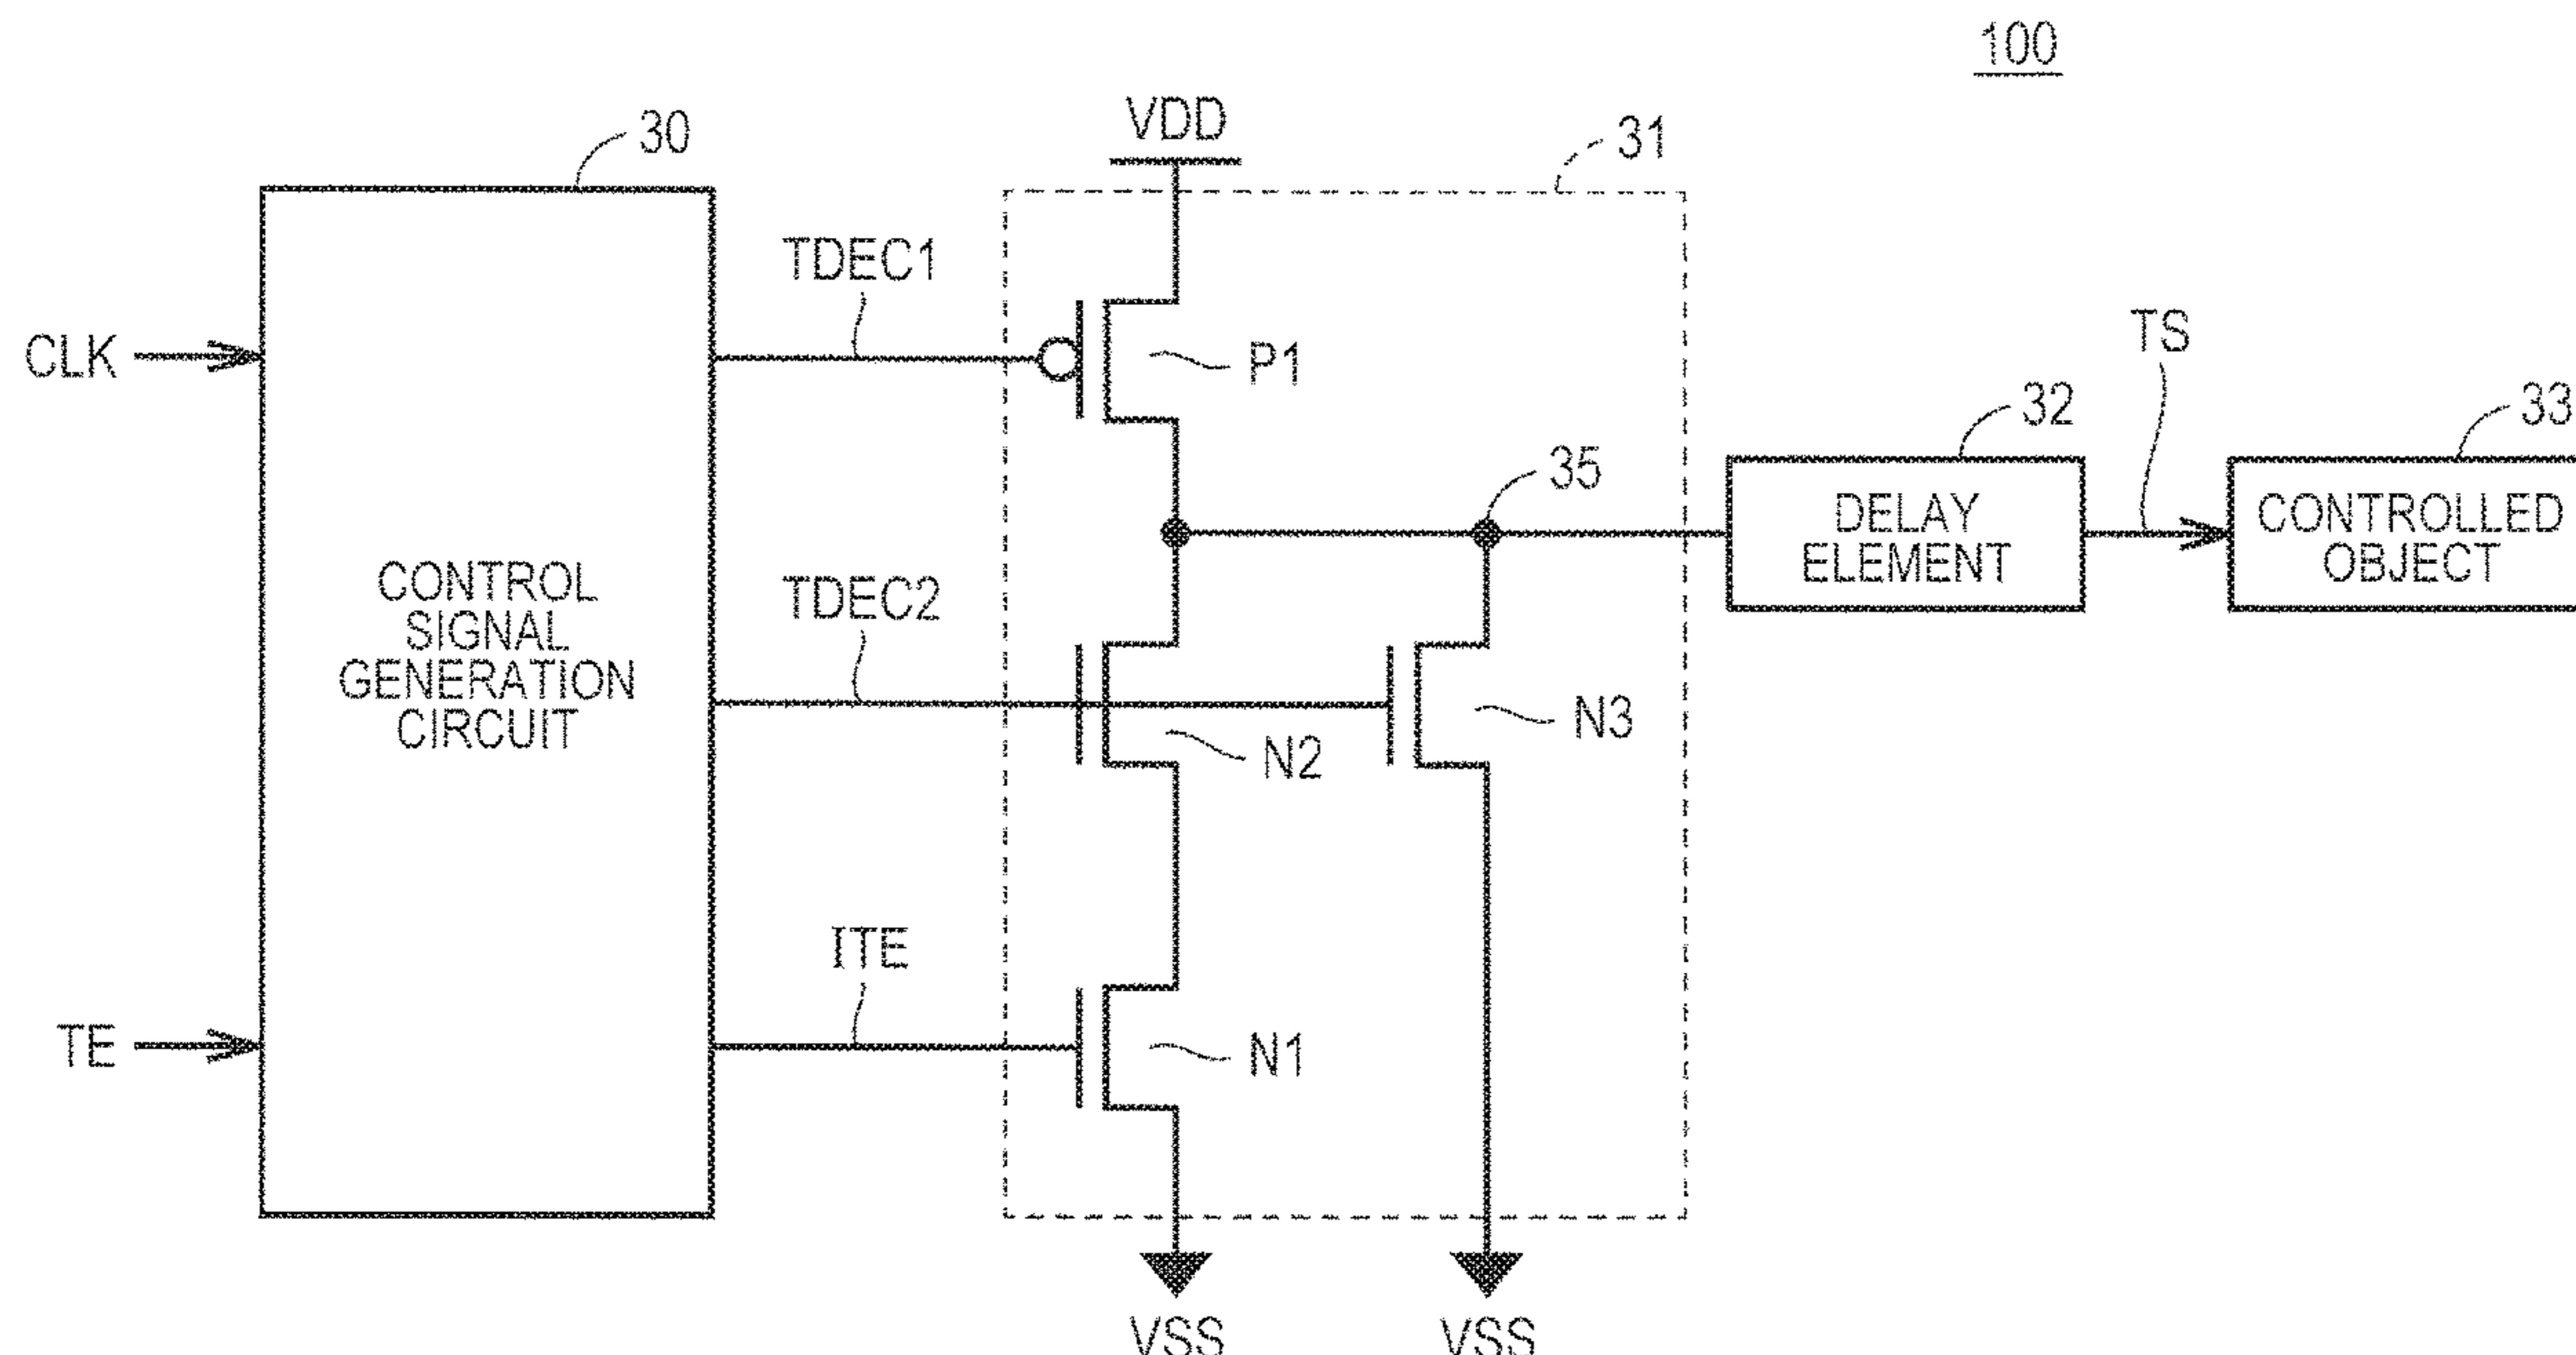 100
30
VDD
31
TDEC1
CLK
P1
TS
32
33
35
DELAY
ELEMENT
CONTROLLED
OBJECT
CONTROL
SIGNAL
GENERATION
CIRCUIT
TDEC2
N3
N2
ITE
TE
N1
VSS
VSS